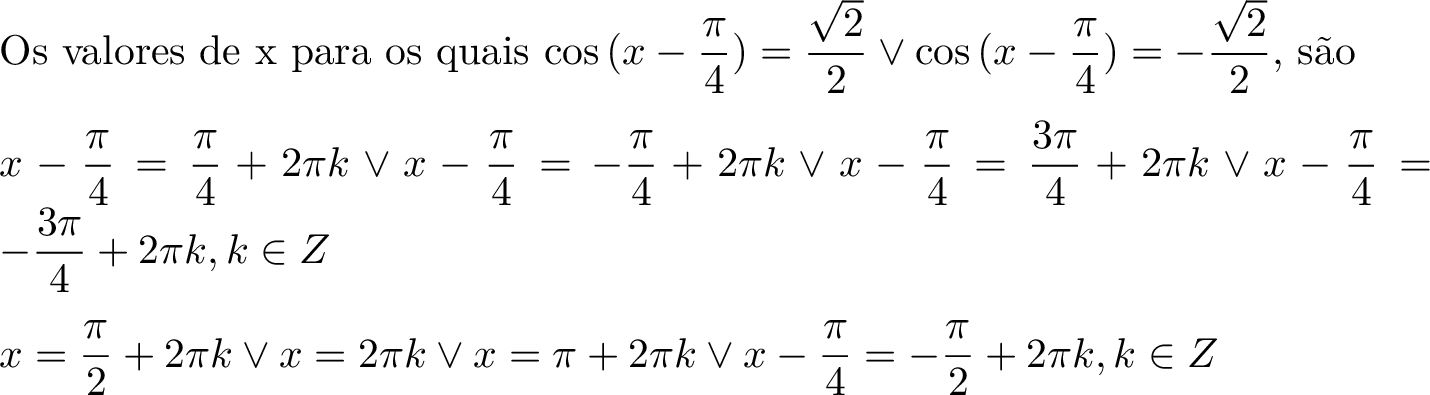 Os valores de x para os quais cos (x − π/4) = √2/2 ∨ cos (x − π/4) = −√2/2, são
x − π/4 = π/4 + 2πk ∨ x − π/4 = −π/4 + 2πk ∨ x − π/4 = 3π/4 + 2πk ∨ x − π/4 =
−3π/4 + 2πk, k ∈ Z
x = π/2 + 2πk ∨ x = 2πk ∨ x = π + 2πk ∨ x − π/4 = −π/2 + 2πk, k ∈ Z